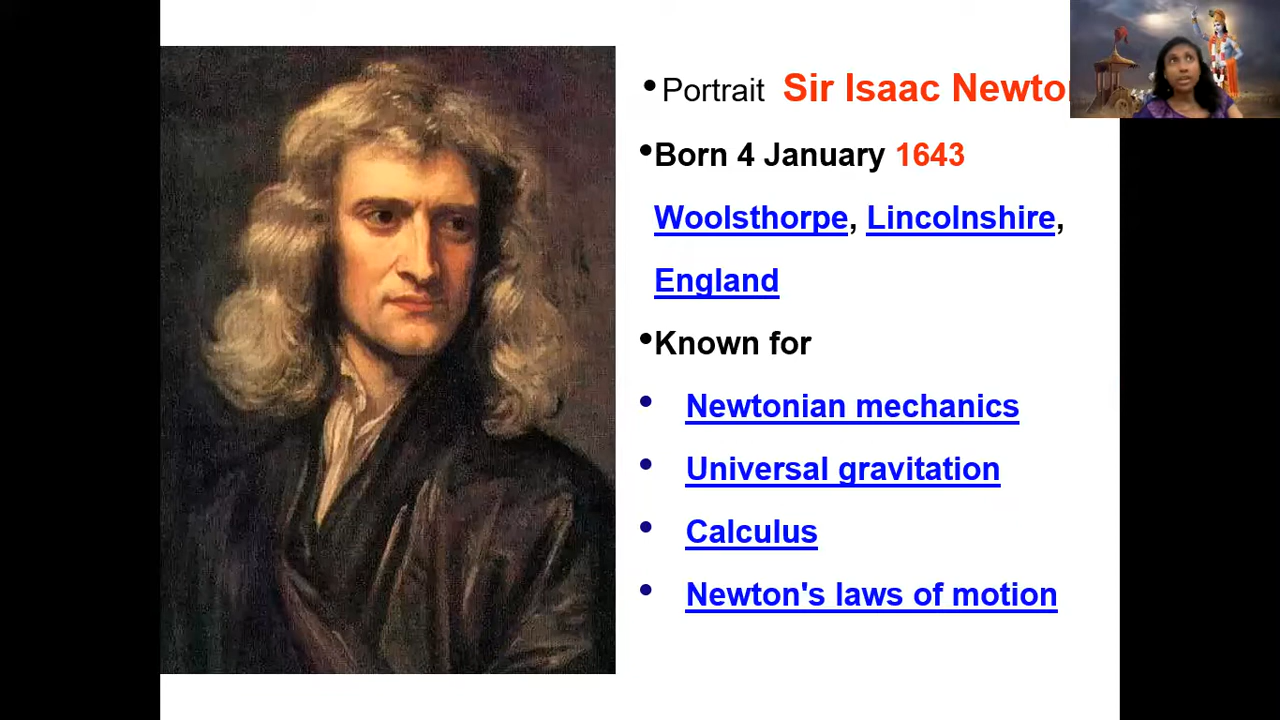 • Portrait Sir Isaac Newto
• Born 4 January 1643
Woolsthorpe, Lincolnshire,
England
• Known for
• Newtonian mechanics
• Universal gravitation
• Calculus
• Newton's laws of motion